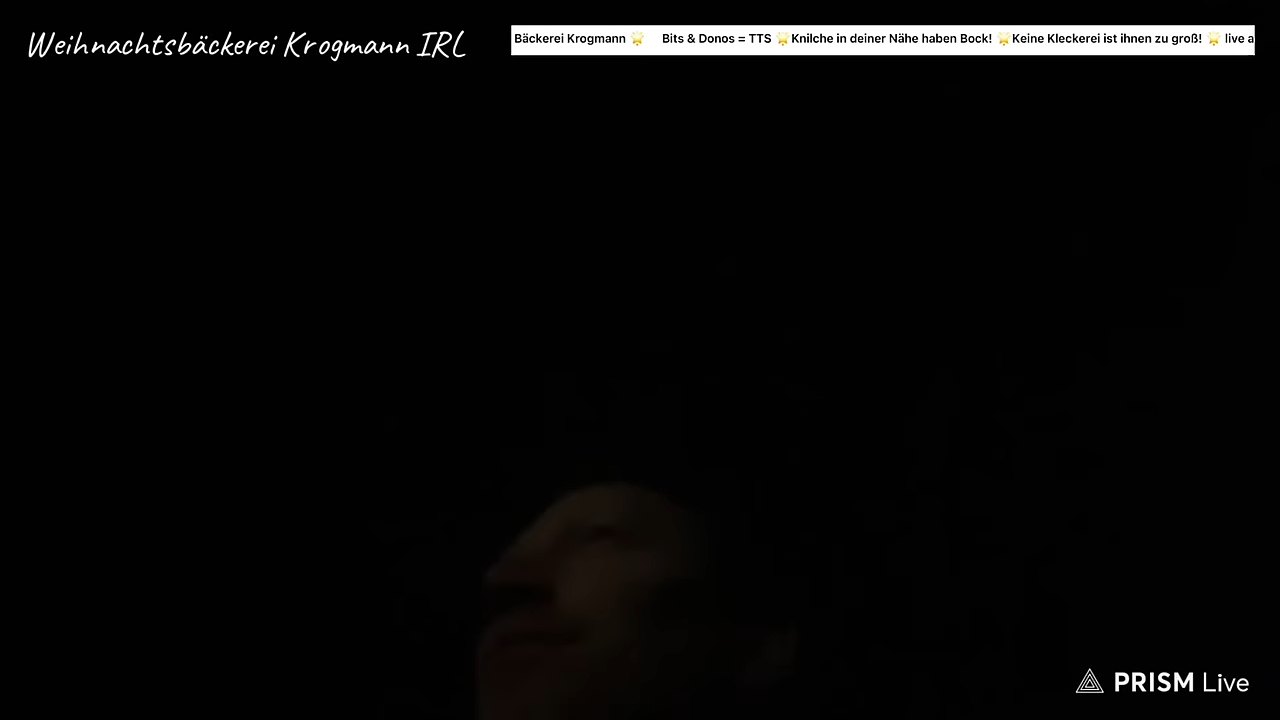 Weihnachtsbäckerei Krogmann IRL
Bäckerei Krogmann 🌟 Bits & Donos = TTS 🌟Knilche in deiner Nähe haben Bock! 🌟Keine Kleckerei ist ihnen zu groß! 🌟 live a
PRISM Live